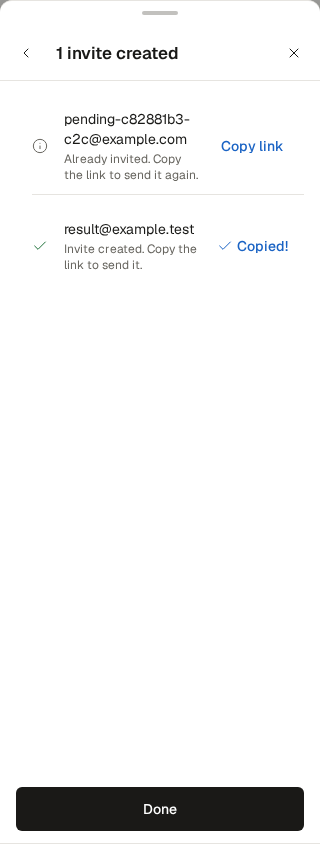 1 invite created
pending-c82881b3-
c2c@example.com
Already invited. Copy
the link to send it again.
Copy link
result@example.test
Invite created. Copy the
link to send it.
Copied!
Done